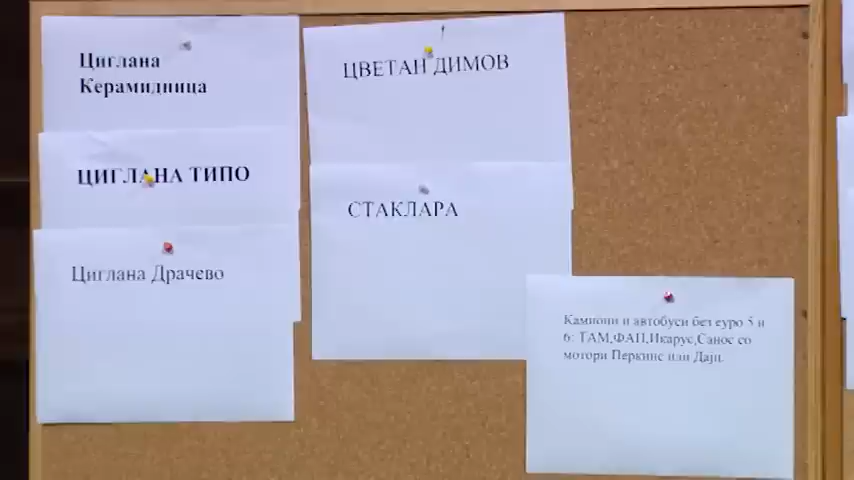 Циглана
Керамидница
ЦИГЛАНА ТИПО
Циглана Драчево
ЦВЕТАН ДИМОВ
СТАКЛАРА
Камиони и автобуси без еуро 5 и
6: ТАМ,ФАП,Икарус,Санос со
мотори Перкинс или Дајц.